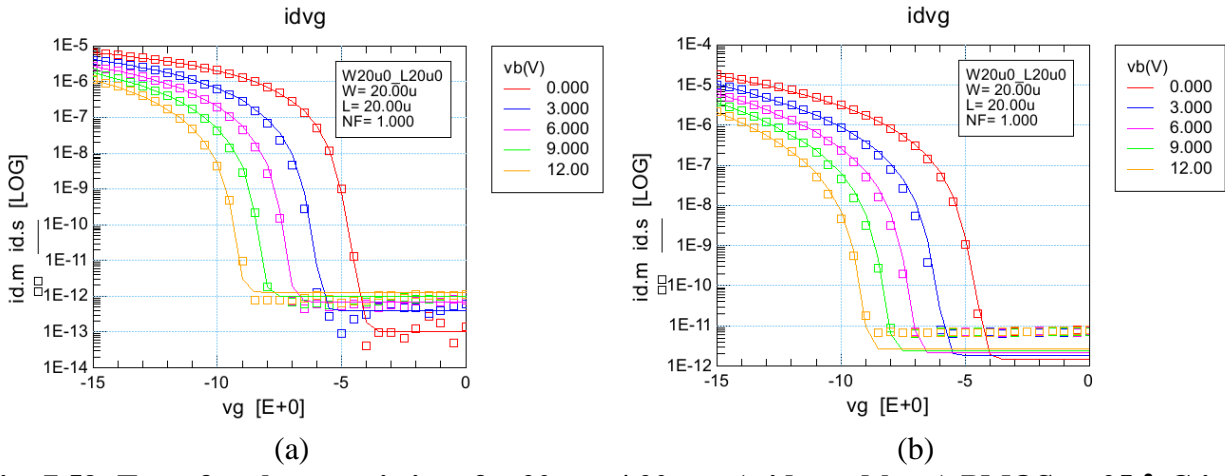 idvg
id.m id.s [LOG]
1E-5
1E-6
1E-7
1E-8
1E-9
1E-10
1E-11
1E-12
1E-13
1E-14
-15
-10
-5
0
vg [E+0]
W20u0_L20u0
W= 20.00u
L= 20.00u
NF= 1.000
vb(V)
0.000
3.000
6.000
9.000
12.00
(a)
idvg
id.m id.s [LOG]
1E-4
1E-5
1E-6
1E-7
1E-8
1E-9
1E-10
1E-11
1E-12
-15
-10
-5
0
vg [E+0]
W20u0_L20u0
W= 20.00u
L= 20.00u
NF= 1.000
vb(V)
0.000
3.000
6.000
9.000
12.00
(b)